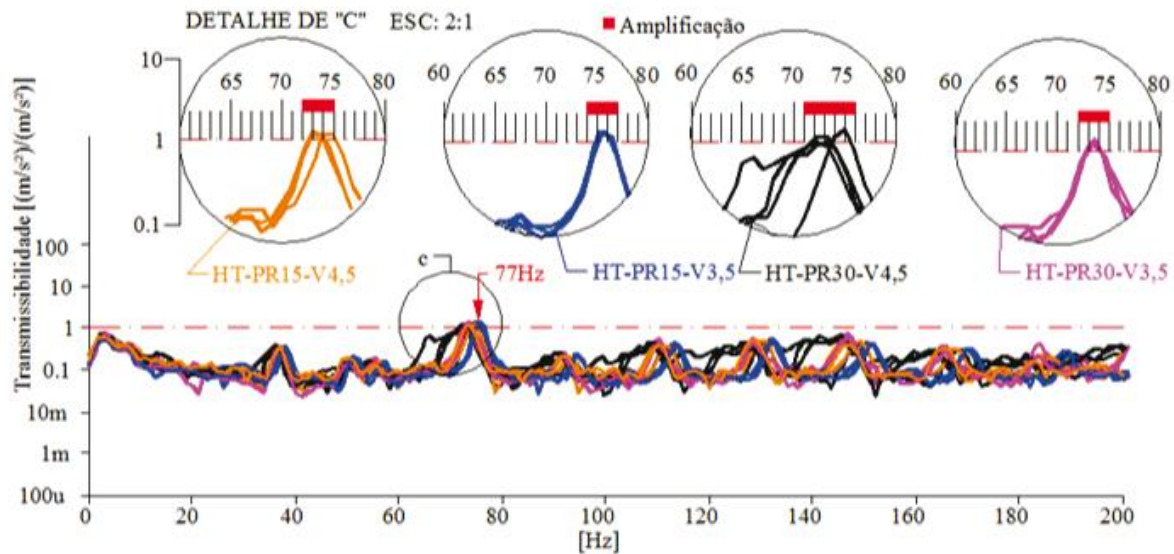 DETALHE DE "C" ESC: 2:1 Amplificação
10
1
0.1
65 70 75 80
60 65 70 75 80
60 65 70 75 80
60 65 70 75 80
HT-PR15-V4,5
HT-PR15-V3,5
HT-PR30-V4,5
HT-PR30-V3,5
c
77Hz
Transmissibilidade [(m/s²)/(m/s²)]
100
10
1
0.1
10m
1m
100u
0 20 40 60 80 100 120 140 160 180 200
[Hz]